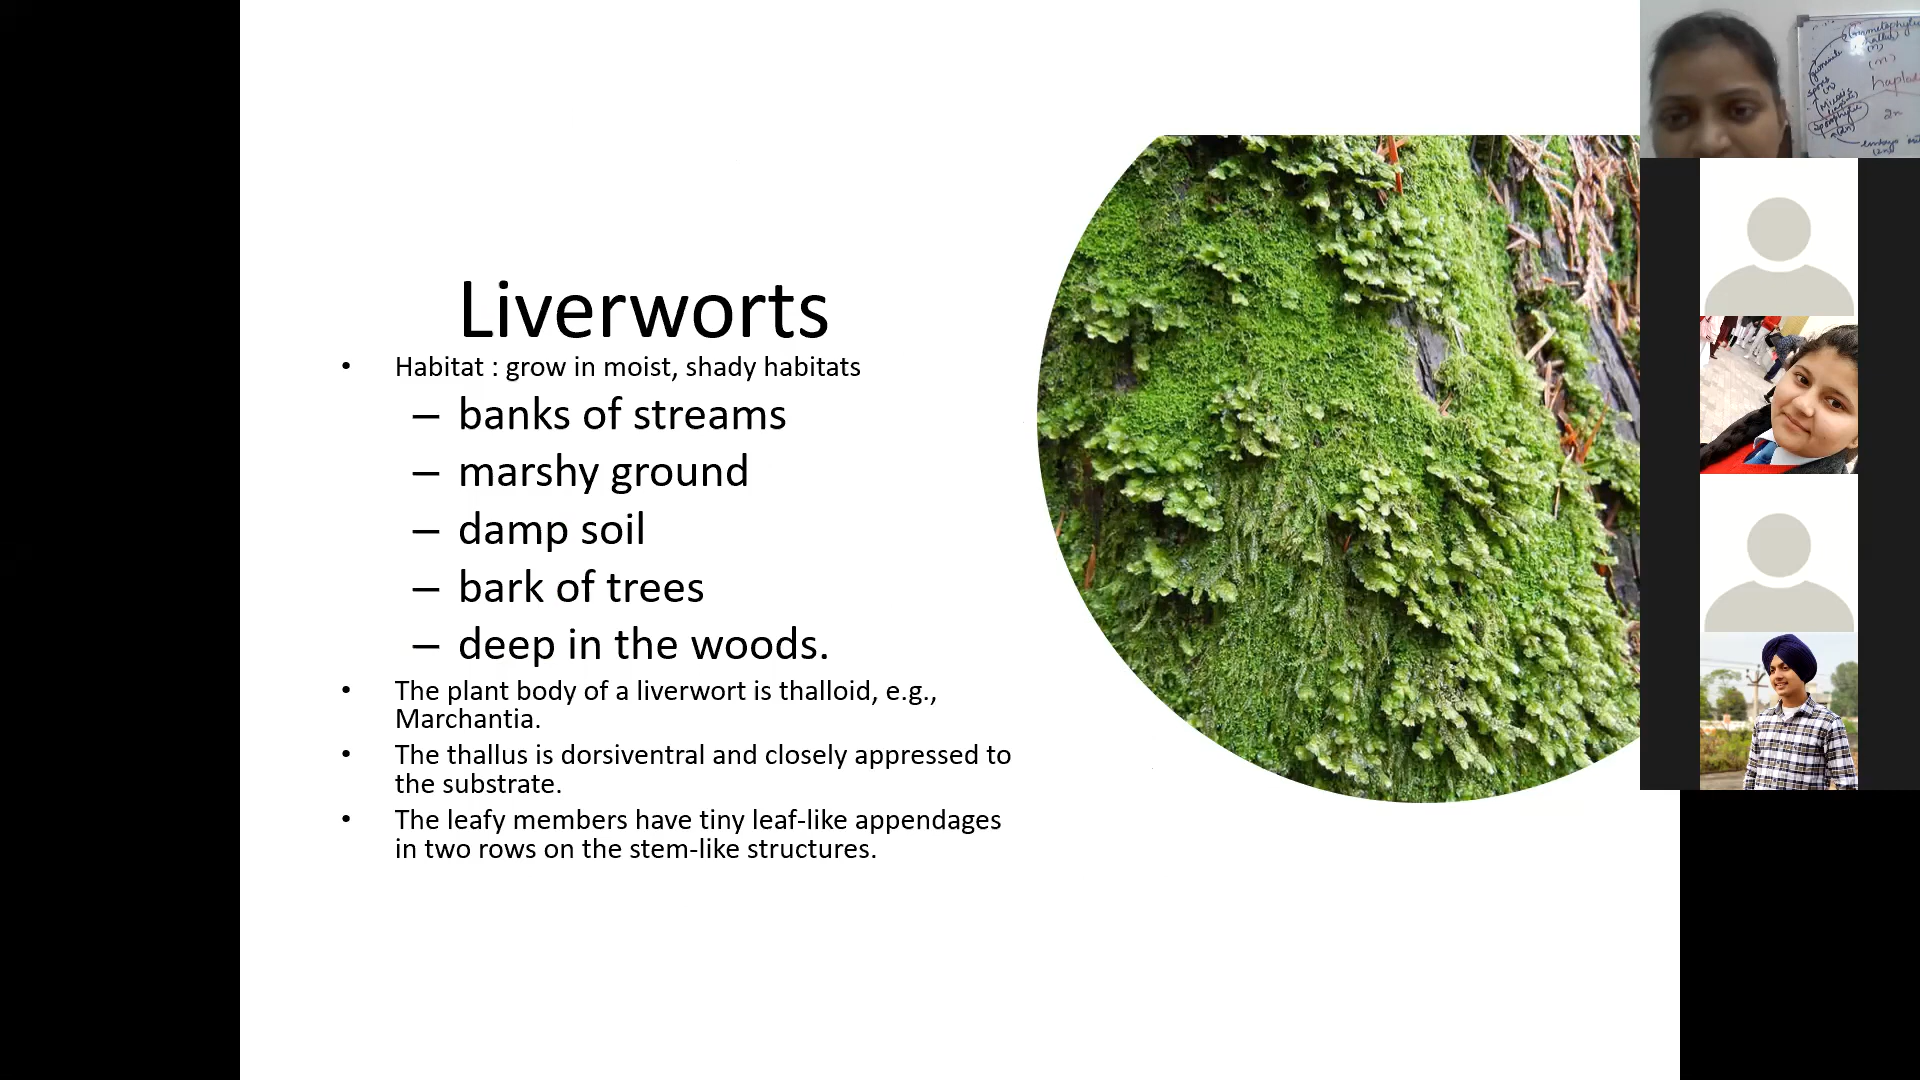 Liverworts
• Habitat : grow in moist, shady habitats
– banks of streams
– marshy ground
– damp soil
– bark of trees
– deep in the woods.
• The plant body of a liverwort is thalloid, e.g.,
Marchantia.
• The thallus is dorsiventral and closely appressed to
the substrate.
• The leafy members have tiny leaf-like appendages
in two rows on the stem-like structures.
(n)
2n